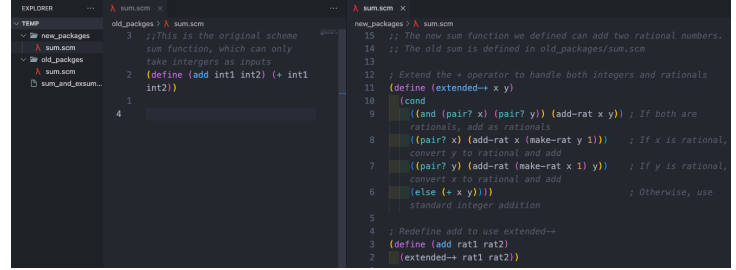 EXPLORER ···
TEMP
new_packages
λ sum.scm
old_packges
λ sum.scm
sum_and_exsum...
λ sum.scm × ···
old_packges > λ sum.scm
3 ;;This is the original scheme
sum function, which can only
take intergers as inputs
2 (define (add int1 int2) (+ int1
int2))
1
4
λ sum.scm ×
new_packages > λ sum.scm
15 ;; The new sum function we defined can add two rational numbers.
14 ;; The old sum is defined in old_packages/sum.scm
13
12 ; Extend the + operator to handle both integers and rationals
11 (define (extended-+ x y)
10 (cond
9 ((and (pair? x) (pair? y)) (add-rat x y)) ; If both are
rationals, add as rationals
8 ((pair? x) (add-rat x (make-rat y 1))) ; If x is rational,
convert y to rational and add
7 ((pair? y) (add-rat (make-rat x 1) y)) ; If y is rational,
convert x to rational and add
6 (else (+ x y)))) ; Otherwise, use
standard integer addition
5
4 ; Redefine add to use extended-+
3 (define (add rat1 rat2)
2 (extended-+ rat1 rat2))